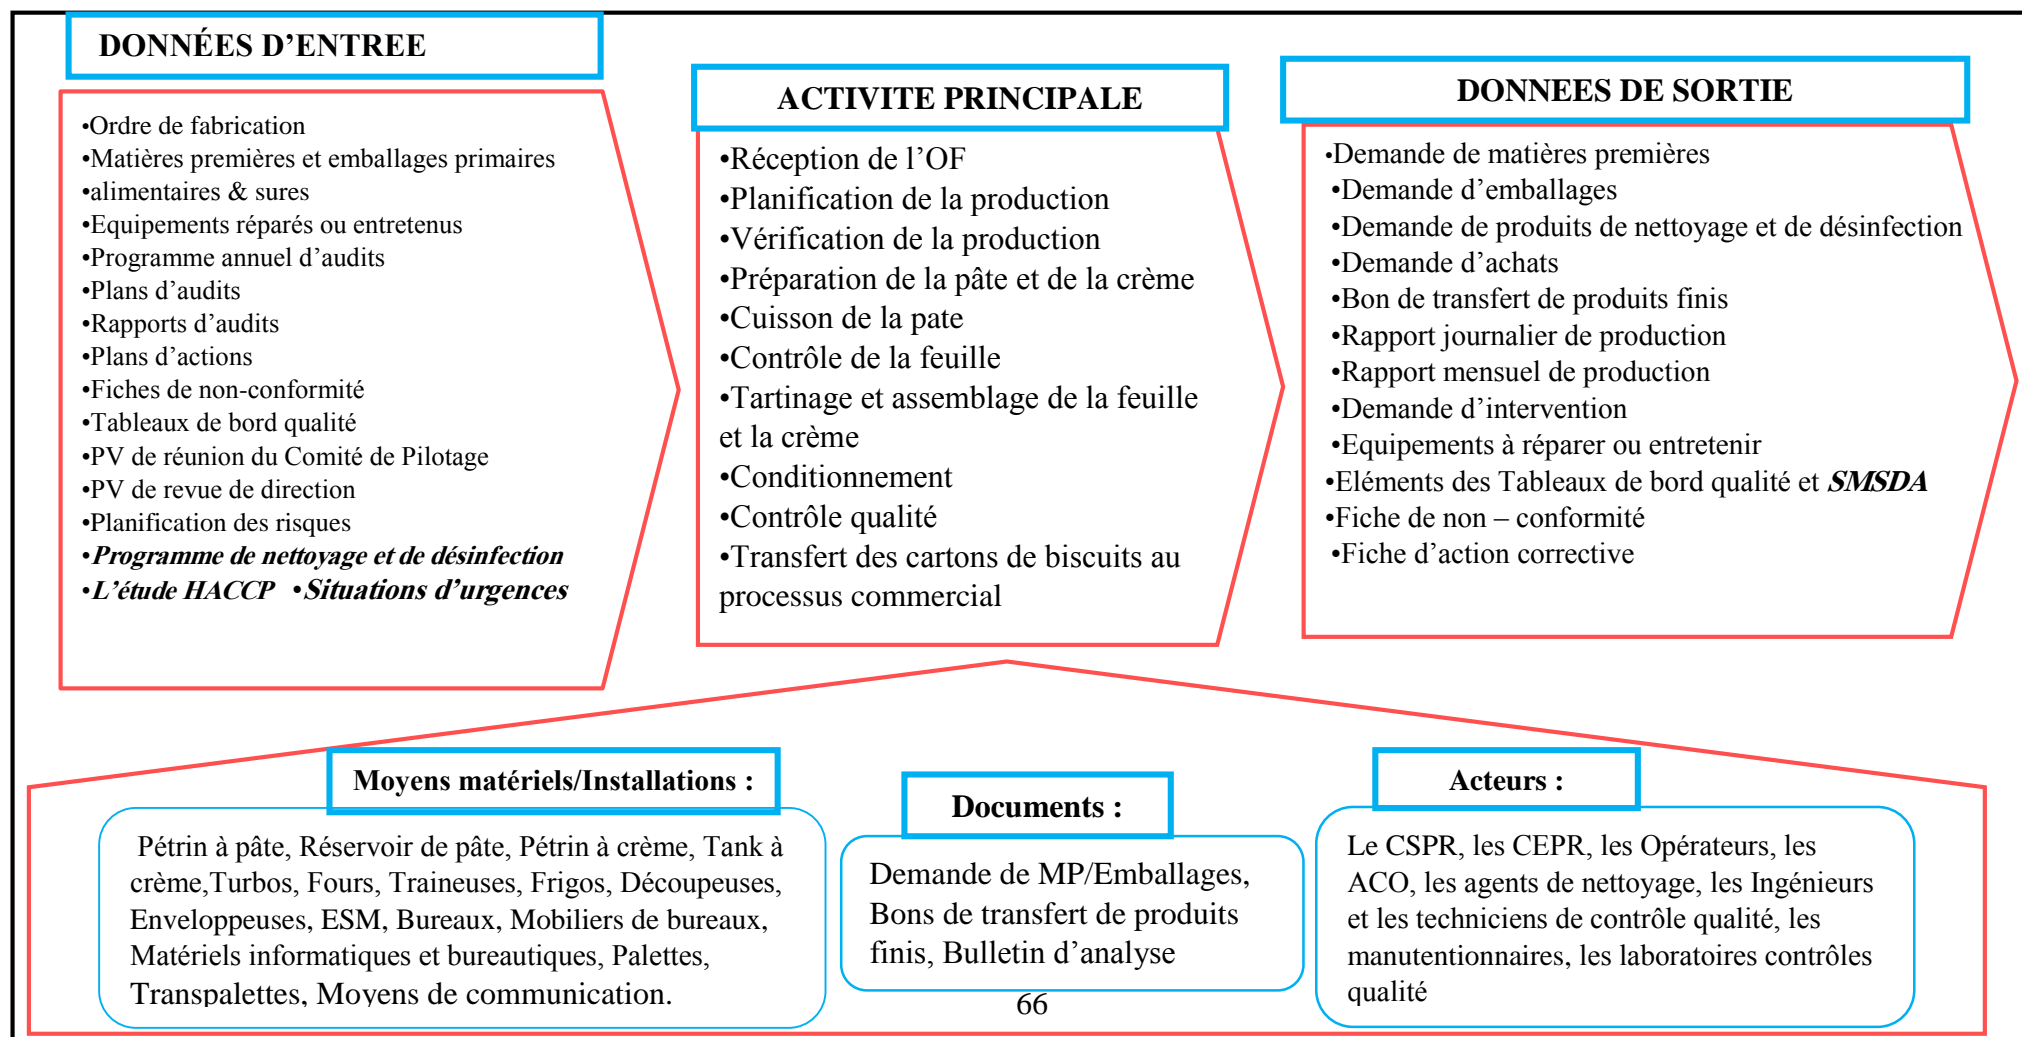 DONNÉES D’ENTREE
•Ordre de fabrication
•Matières premières et emballages primaires
•alimentaires & sures
•Equipements réparés ou entretenus
•Programme annuel d’audits
•Plans d’audits
•Rapports d’audits
•Plans d’actions
•Fiches de non-conformité
•Tableaux de bord qualité
•PV de réunion du Comité de Pilotage
•PV de revue de direction
•Planification des risques
•Programme de nettoyage et de désinfection
•L’étude HACCP •Situations d’urgences
ACTIVITE PRINCIPALE
•Réception de l’OF
•Planification de la production
•Vérification de la production
•Préparation de la pâte et de la crème
•Cuisson de la pate
•Contrôle de la feuille
•Tartinage et assemblage de la feuille
et la crème
•Conditionnement
•Contrôle qualité
•Transfert des cartons de biscuits au
processus commercial
DONNEES DE SORTIE
•Demande de matières premières
•Demande d’emballages
•Demande de produits de nettoyage et de désinfection
•Demande d’achats
•Bon de transfert de produits finis
•Rapport journalier de production
•Rapport mensuel de production
•Demande d’intervention
•Equipements à réparer ou entretenir
•Eléments des Tableaux de bord qualité et SMSDA
•Fiche de non – conformité
•Fiche d’action corrective
Moyens matériels/Installations :
Pétrin à pâte, Réservoir de pâte, Pétrin à crème, Tank à
crème,Turbos, Fours, Traineuses, Frigos, Découpeuses,
Enveloppeuses, ESM, Bureaux, Mobiliers de bureaux,
Matériels informatiques et bureautiques, Palettes,
Transpalettes, Moyens de communication.
Documents :
Demande de MP/Emballages,
Bons de transfert de produits
finis, Bulletin d’analyse
Acteurs :
Le CSPR, les CEPR, les Opérateurs, les
ACO, les agents de nettoyage, les Ingénieurs
et les techniciens de contrôle qualité, les
manutentionnaires, les laboratoires contrôles
qualité
66